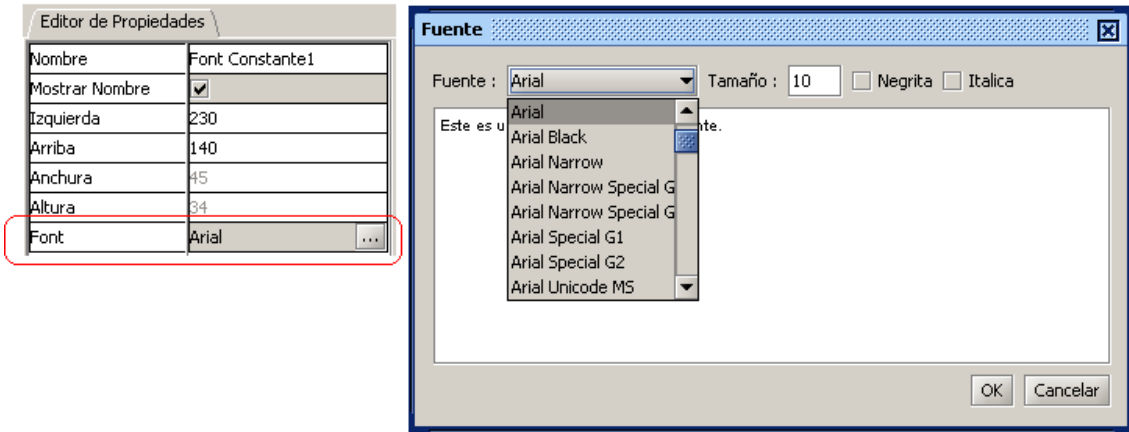 Editor de Propiedades
Nombre Font Constante1
Mostrar Nombre
Izquierda 230
Arriba 140
Anchura 45
Altura 34
Font Arial ...
Fuente
Fuente : Arial Tamaño : 10 Negrita Italica
Arial
Este es u nte.
Arial Black
Arial Narrow
Arial Narrow Special G
Arial Narrow Special G
Arial Special G1
Arial Special G2
Arial Unicode MS
OK Cancelar